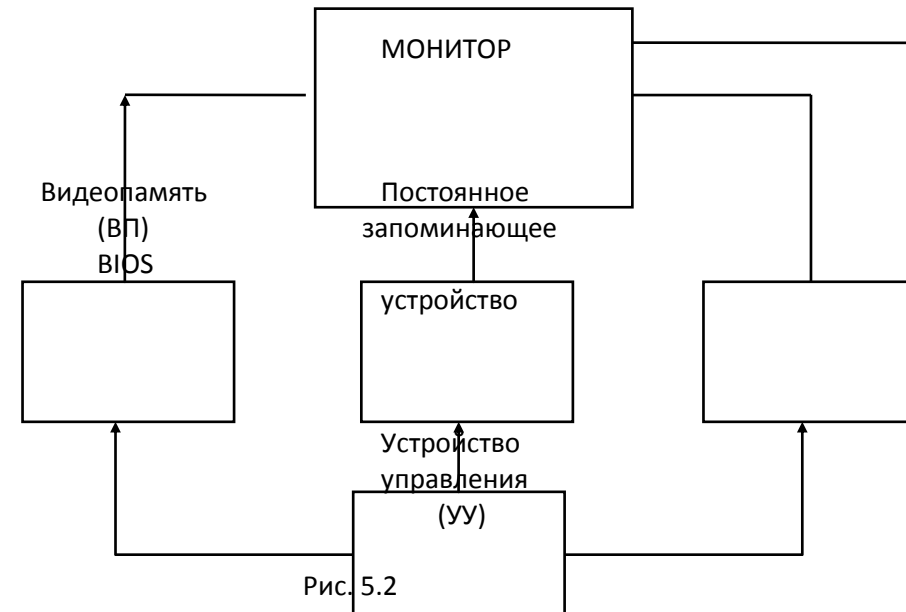 МОНИТОР
Видеопамять
(ВП)
BIOS
Постоянное
запоминающее
устройство
Устройство
управления
(УУ)
Рис. 5.2